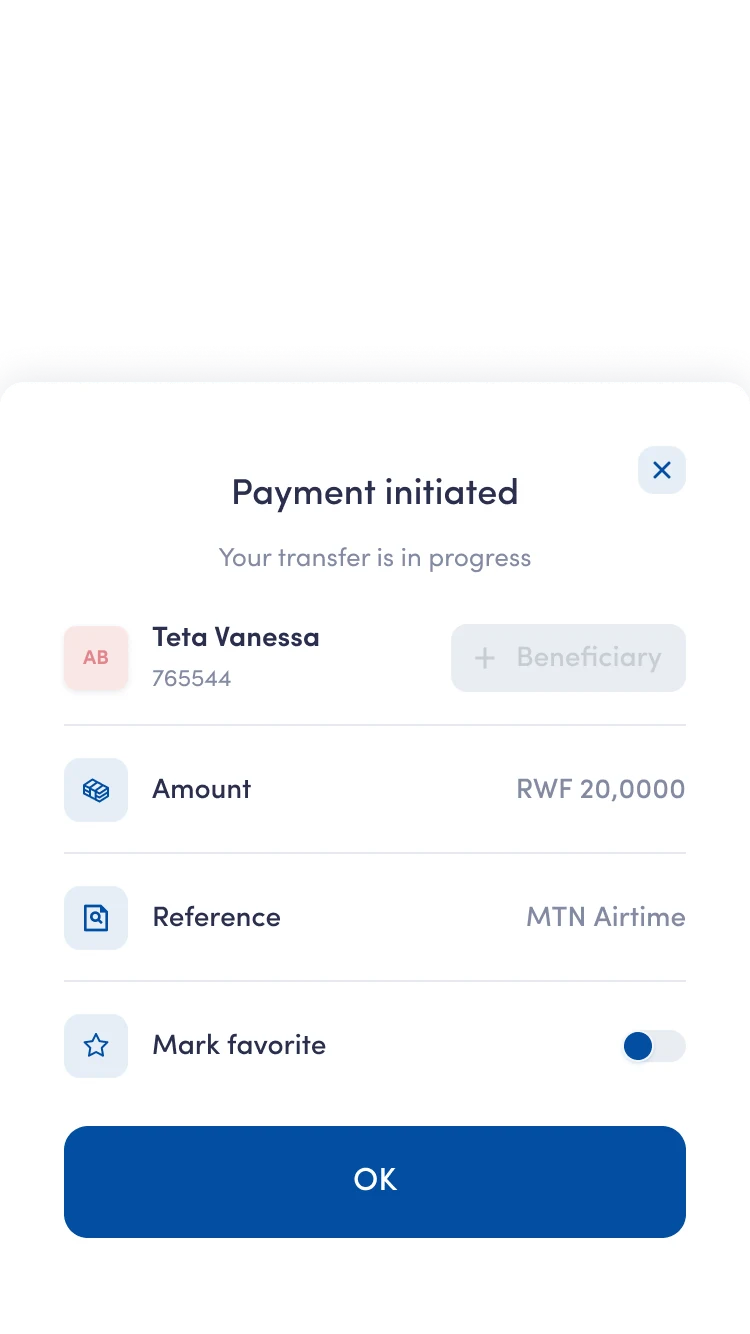 Payment initiated
Your transfer is in progress
AB
Teta Vanessa
765544
+ Beneficiary
Amount
RWF 20,0000
Reference
MTN Airtime
Mark favorite
OK